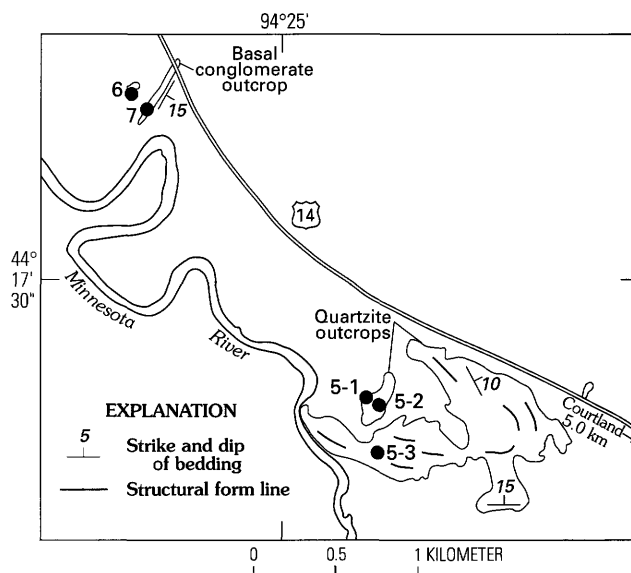 94°25'
Basal
conglomerate
outcrop
6
7
15
14
44°
17'
30"
Minnesota
River
Quartzite
outcrops
10
5-1
5-2
Courtland
5.0 km
EXPLANATION
5
Strike and dip
of bedding
Structural form line
5-3
15
0 0.5 1 KILOMETER